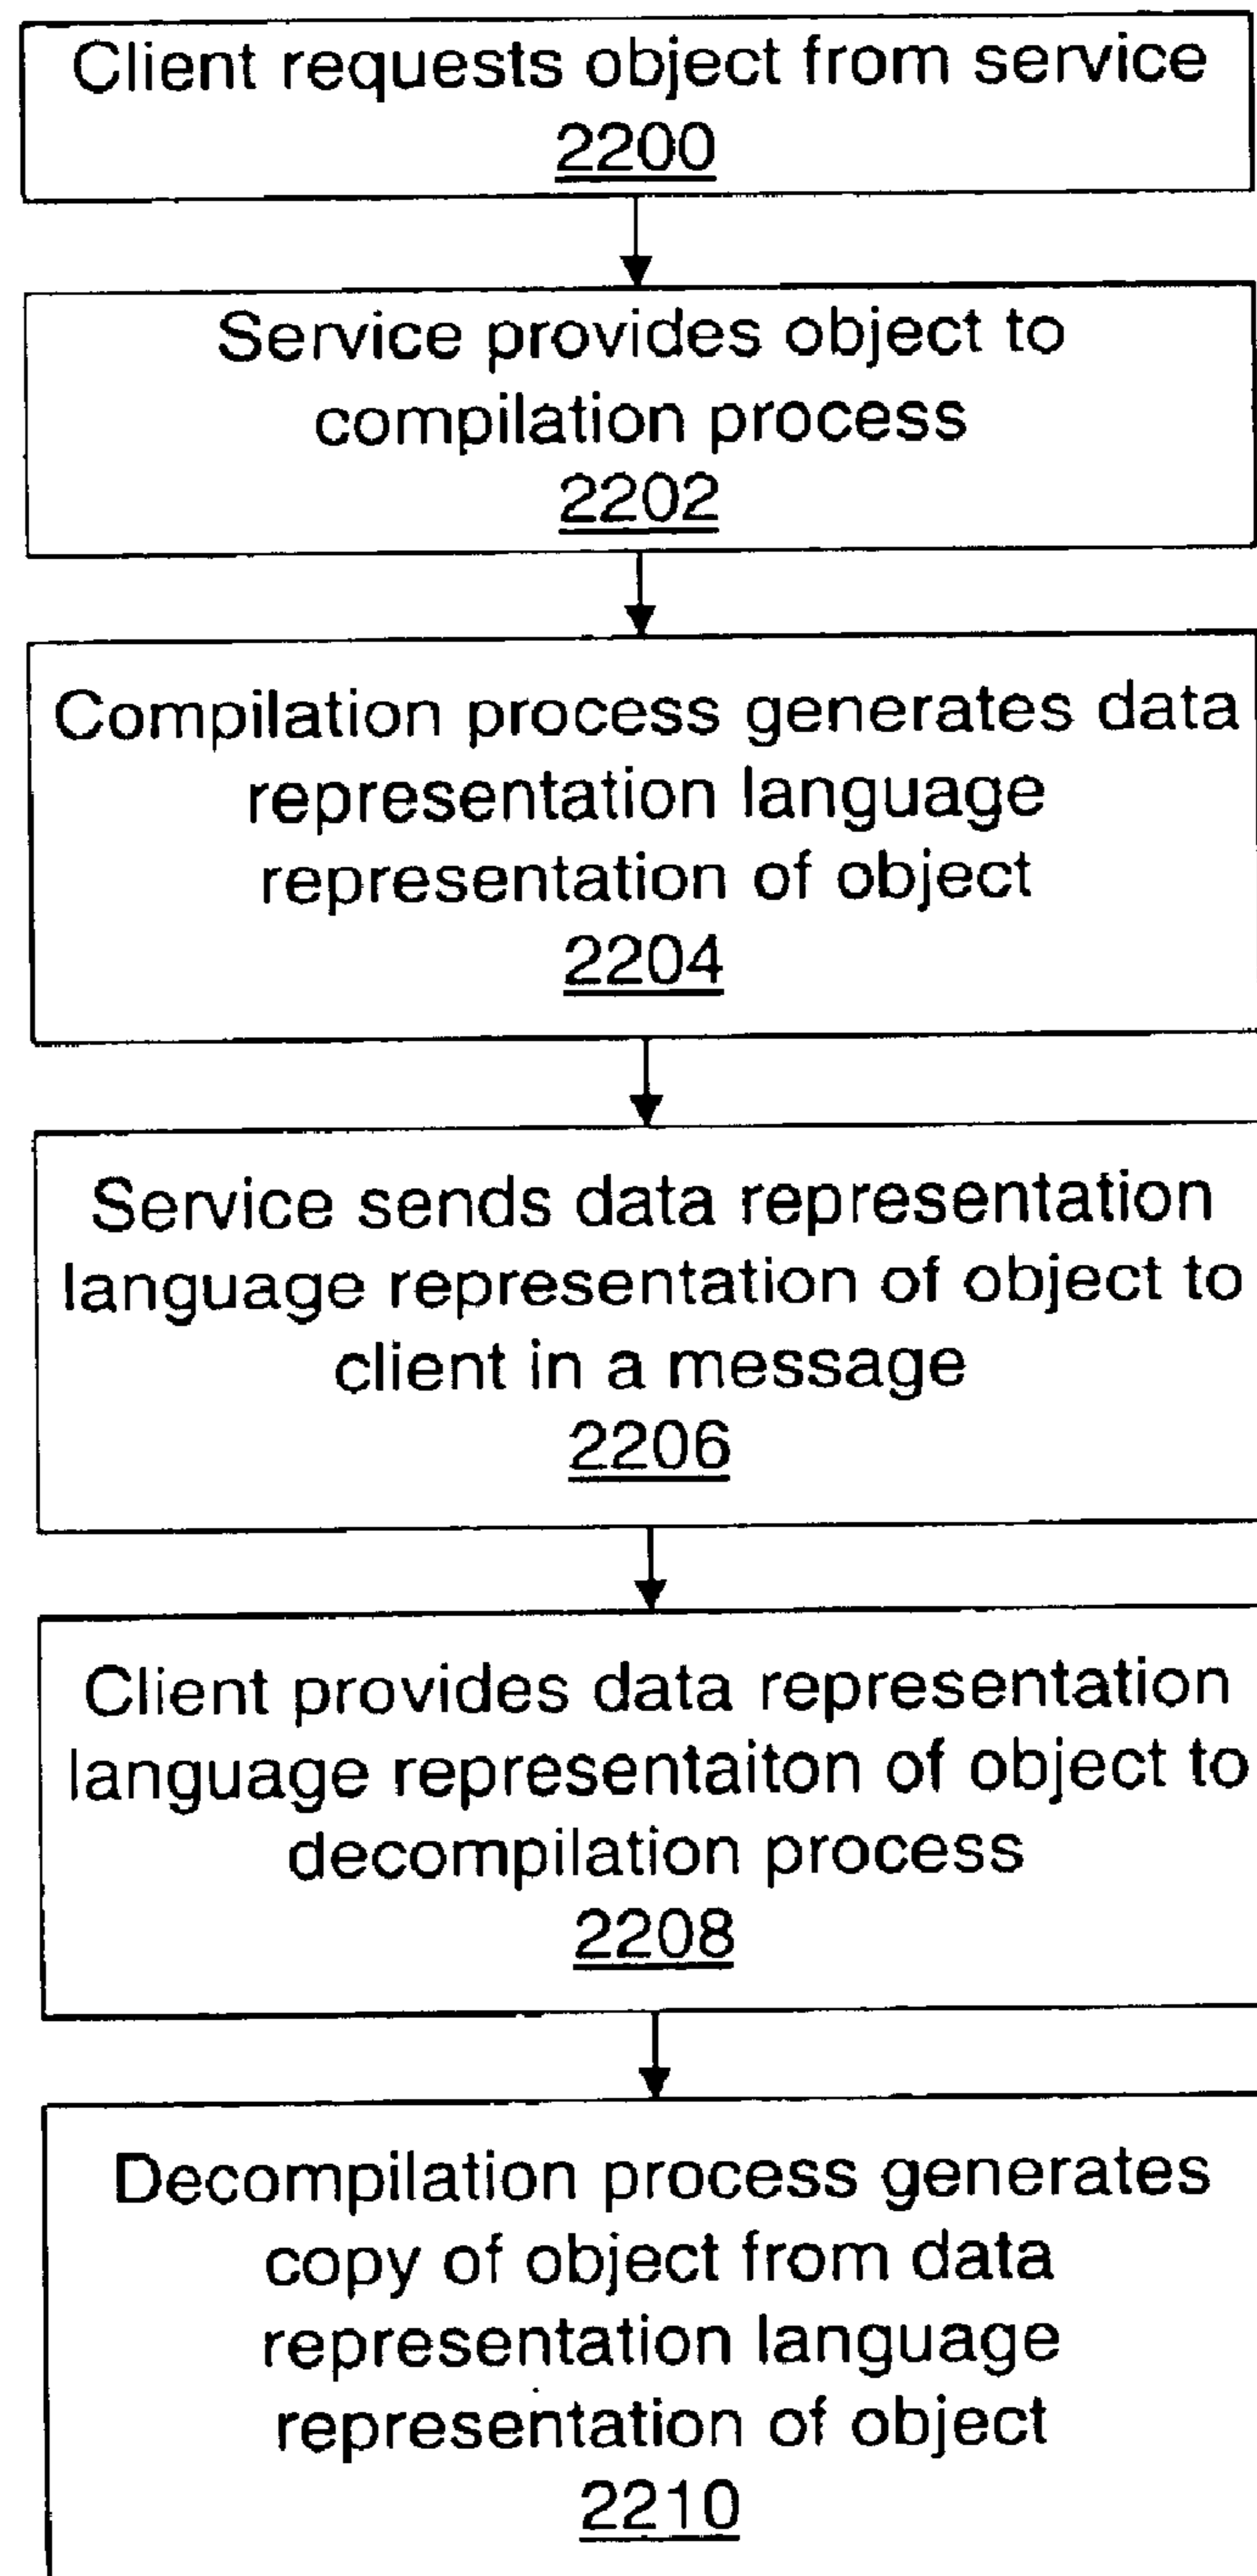 Client requests object from service
2200
Service provides object to
compilation process
2202
Compilation process generates data
representation language
representation of object
2204
Service sends data representation
language representation of object to
client in a message
2206
Client provides data representation
language representaiton of object to
decompilation process
2208
Decompilation process generates
copy of object from data
representation language
representation of object
2210